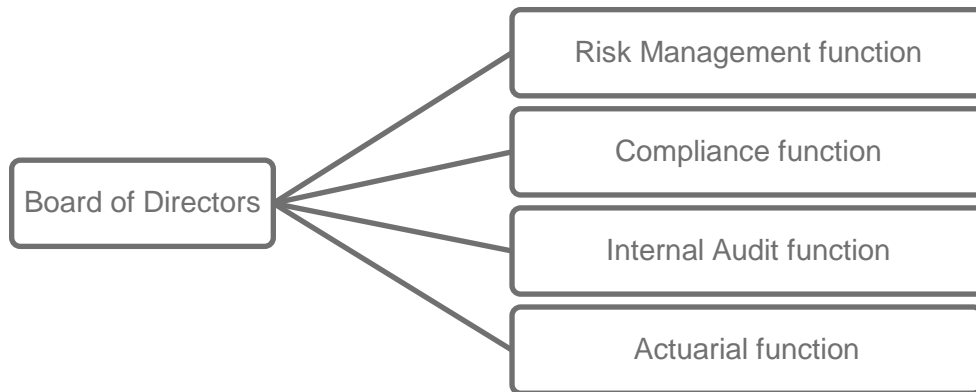 Risk Management function
Compliance function
Board of Directors
Internal Audit function
Actuarial function